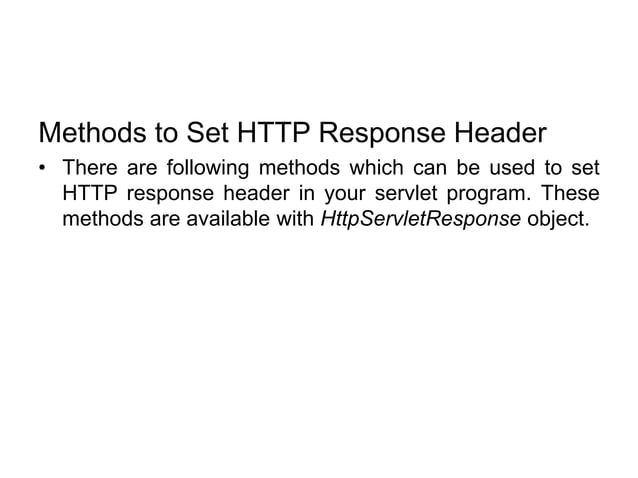 Methods to Set HTTP Response Header
• There are following methods which can be used to set
HTTP response header in your servlet program. These
methods are available with HttpServletResponse object.